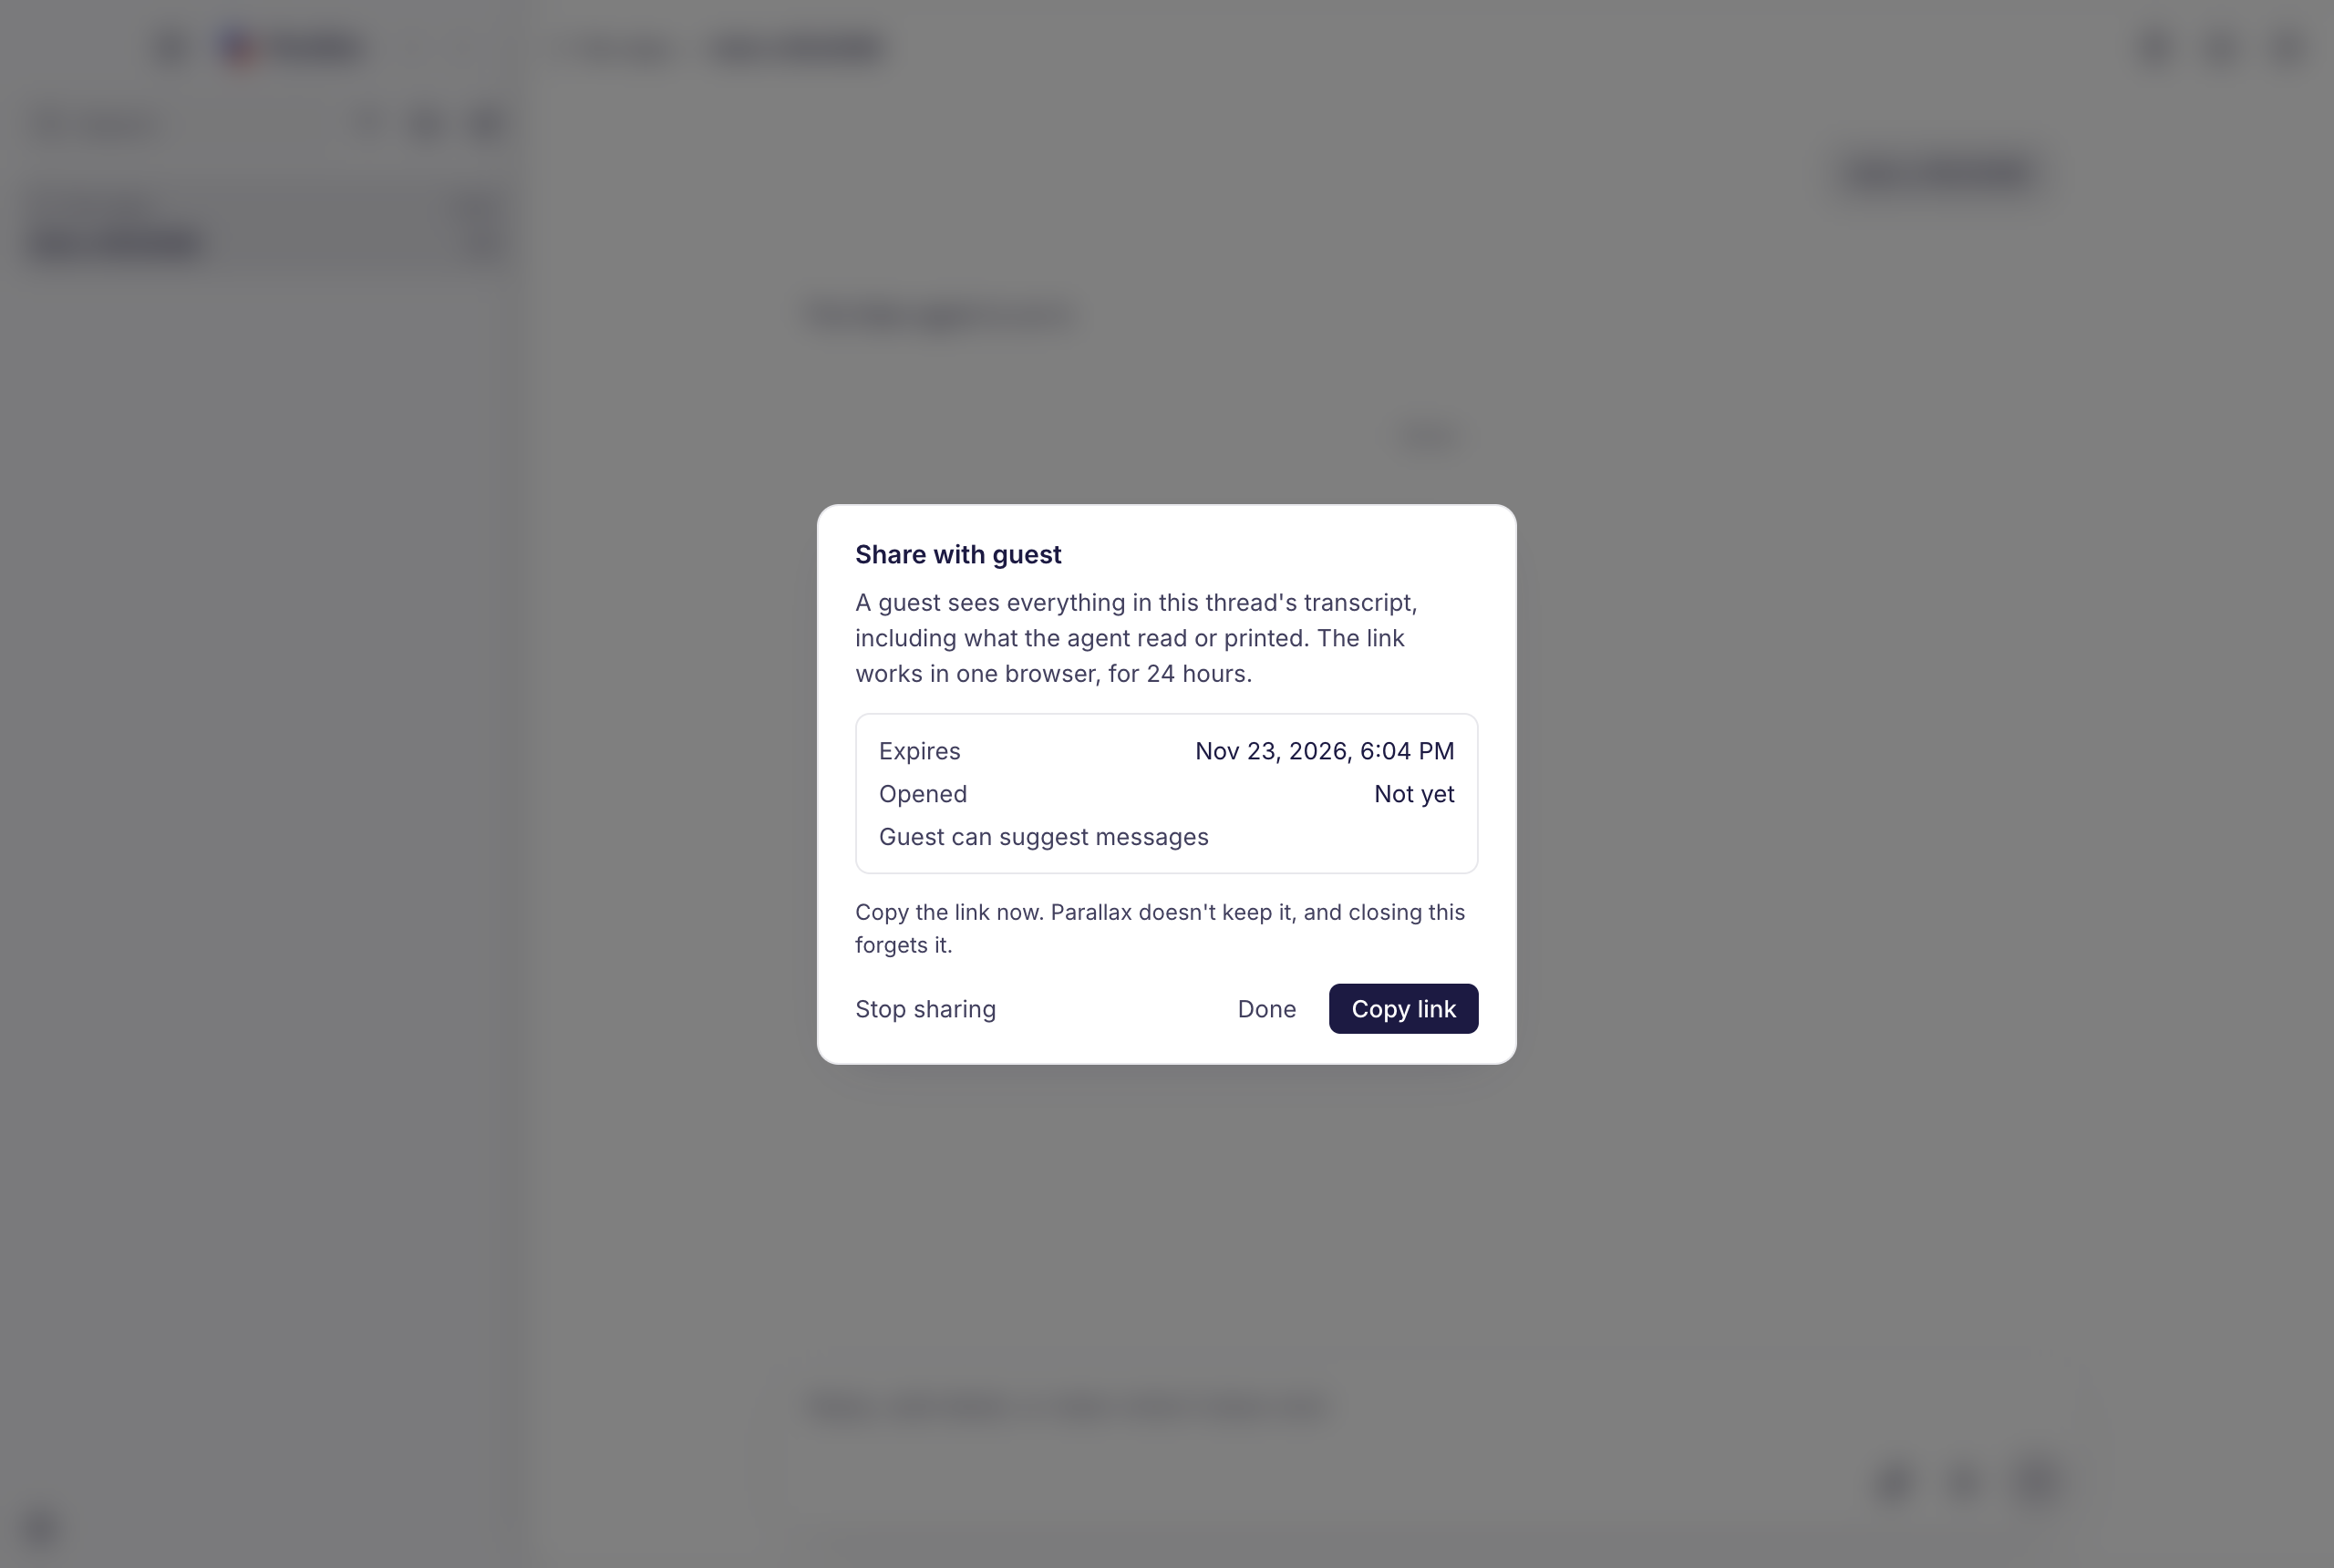 Share with guest
A guest sees everything in this thread's transcript,
including what the agent read or printed. The link
works in one browser, for 24 hours.
Expires Nov 23, 2026, 6:04 PM
Opened Not yet
Guest can suggest messages
Copy the link now. Parallax doesn't keep it, and closing this
forgets it.
Stop sharing Done Copy link